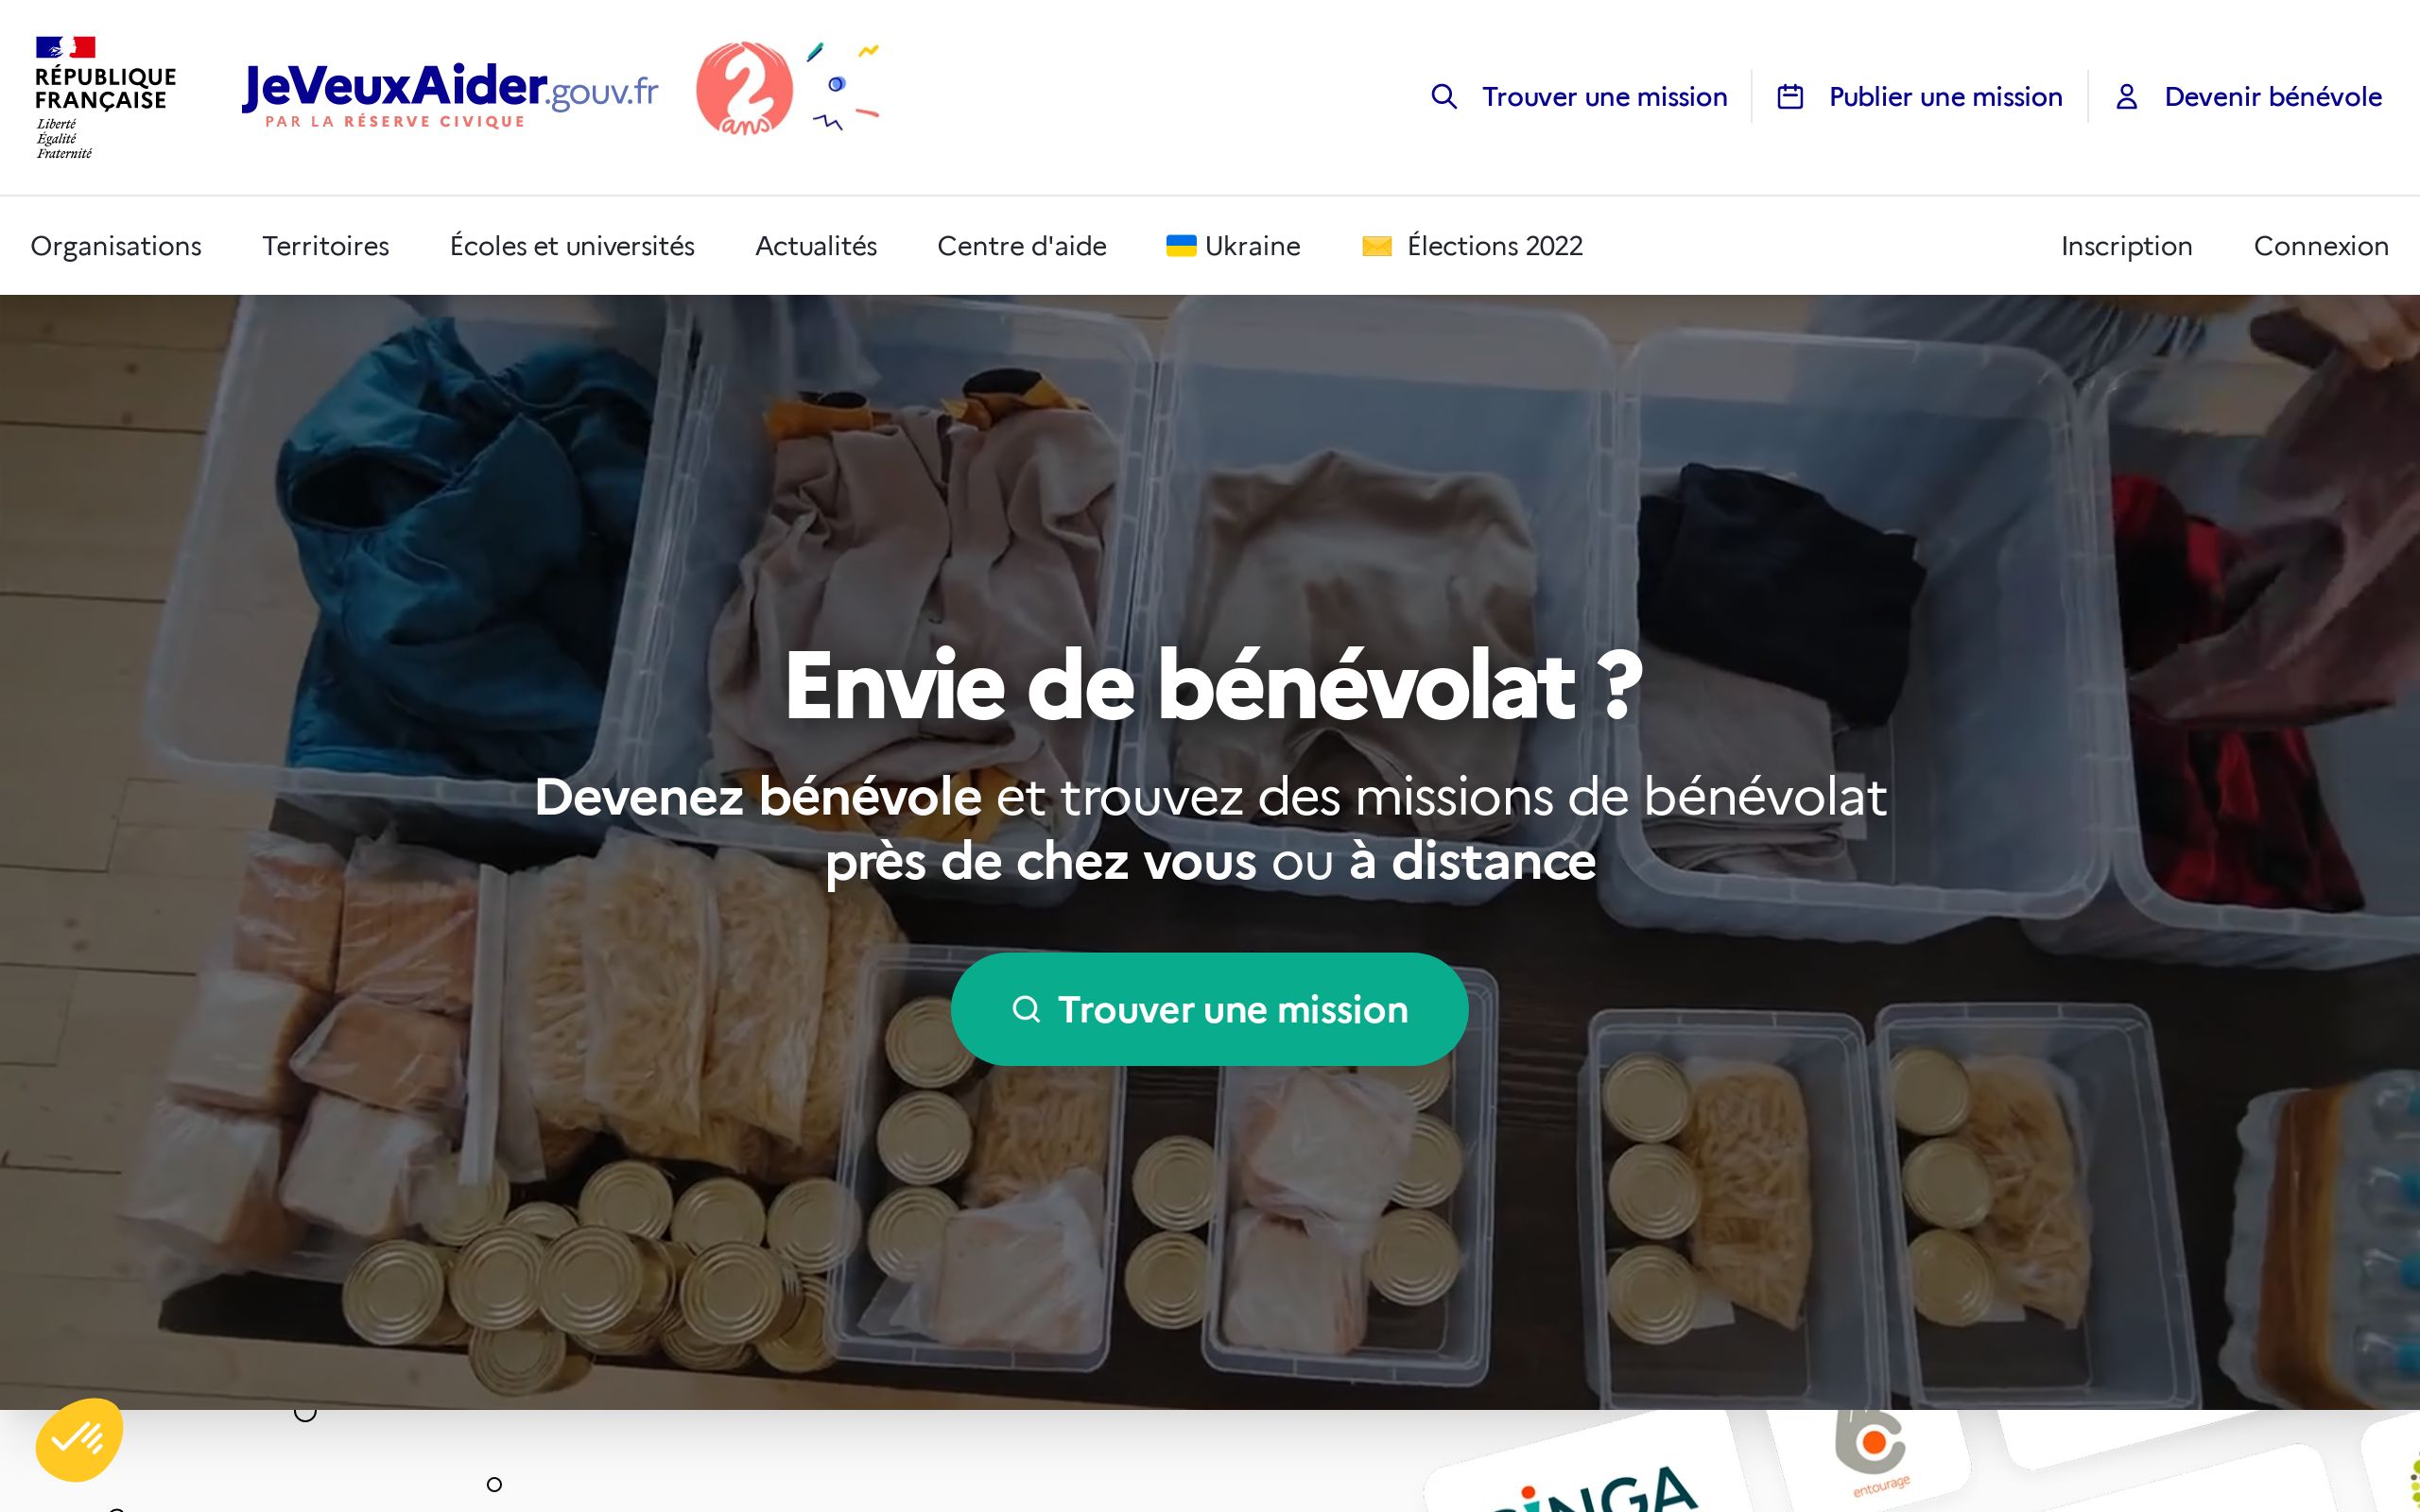 RÉPUBLIQUE
FRANÇAISE
Liberté
Égalité
Fraternité
JeVeuxAider.gouv.fr
PAR LA RÉSERVE CIVIQUE
2
ans
Trouver une mission
Publier une mission
Devenir bénévole
Organisations
Territoires
Écoles et universités
Actualités
Centre d'aide
Ukraine
Élections 2022
Inscription
Connexion
Envie de bénévolat ?
Devenez bénévole et trouvez des missions de bénévolat
près de chez vous ou à distance
Trouver une mission
entourage